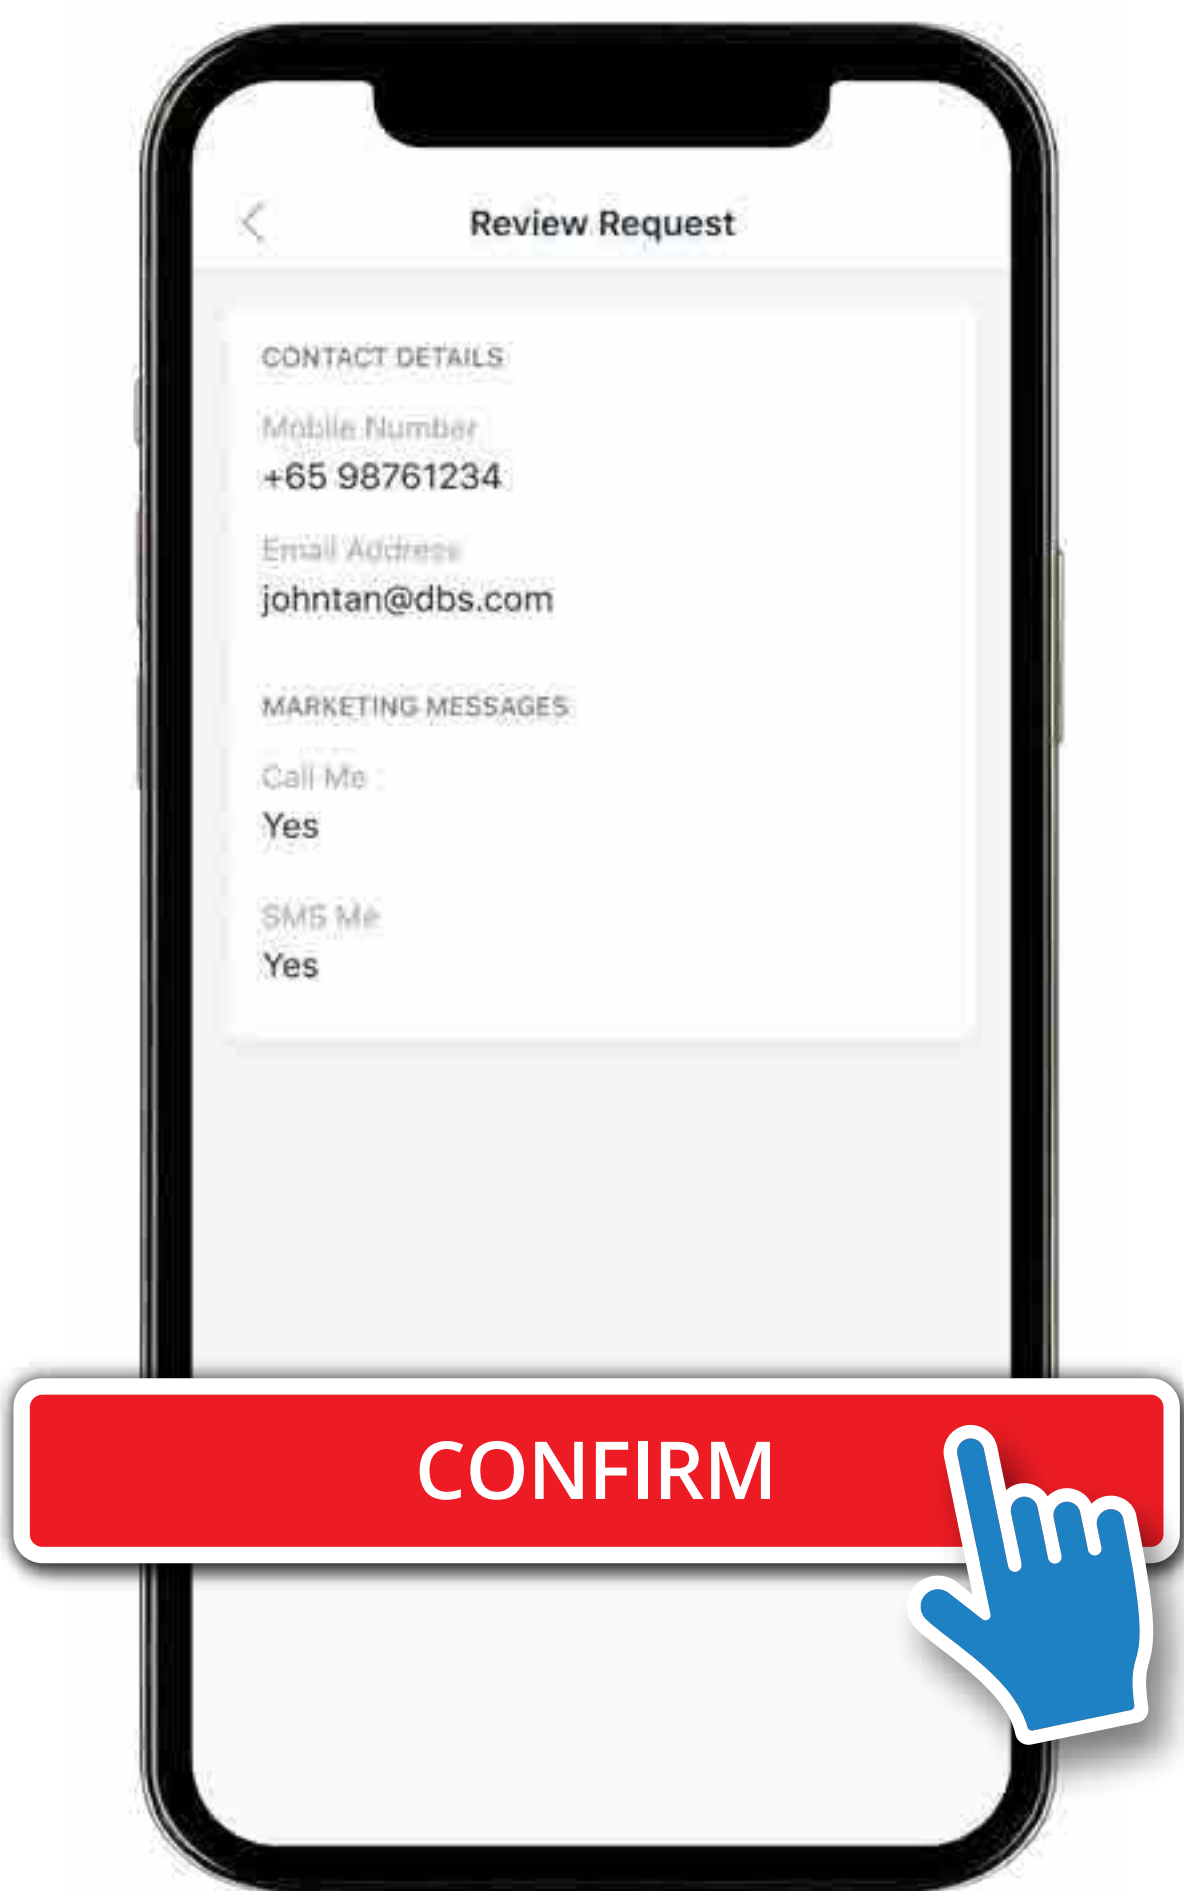 Review Request
CONTACT DETAILS
Mobile Number
+65 98761234
Email Address
johntan@dbs.com
MARKETING MESSAGES
Call Me
Yes
SMS Me
Yes
CONFIRM